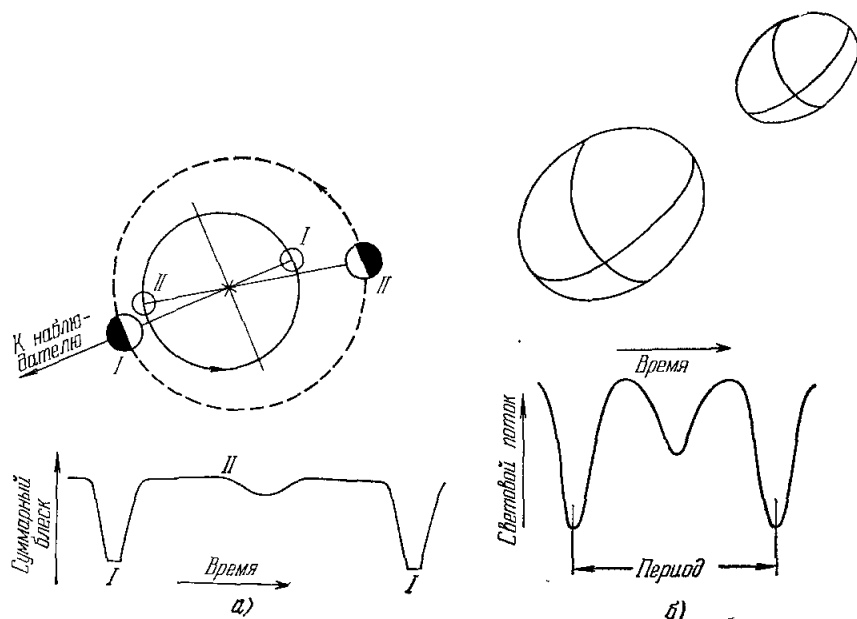 I
II
II
I
К наблю-
дателю
Суммарный
блеск
II
I
I
Время
а)
Время
Световой поток
Период
б)